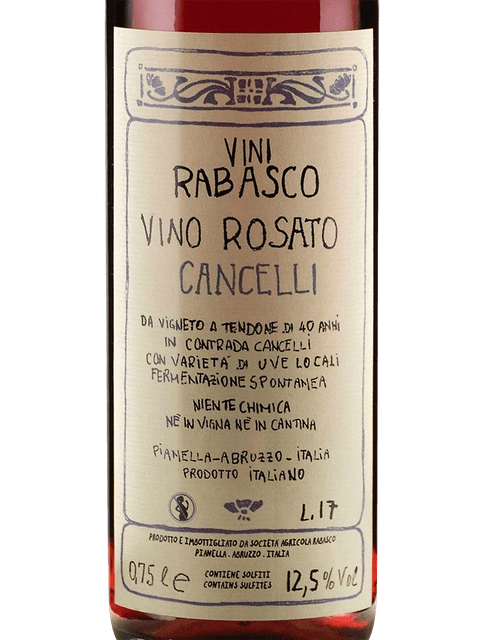 VINI
RABASCO
VINO ROSATO
CANCELLI
DA VIGNETO A TENDONE DI 40 ANNI
IN CONTRADA CANCELLI
CON VARIETÁ DI UVE LOCALI
FERMENTAZIONE SPONTANEA
NIENTE CHIMICA
NÈ IN VIGNA NÈ IN CANTINA
PIANELLA-ABRUZZO-ITALIA
PRODOTTO ITALIANO
L.17
PRODOTTO E IMBOTTIGLIATO DA SOCIETÀ AGRICOLA RABASCO
PIANELLA.ABRUZZO.ITALIA
0,75 l e
CONTIENE SOLFITI
CONTAINS SULFITES
12,5% Vol